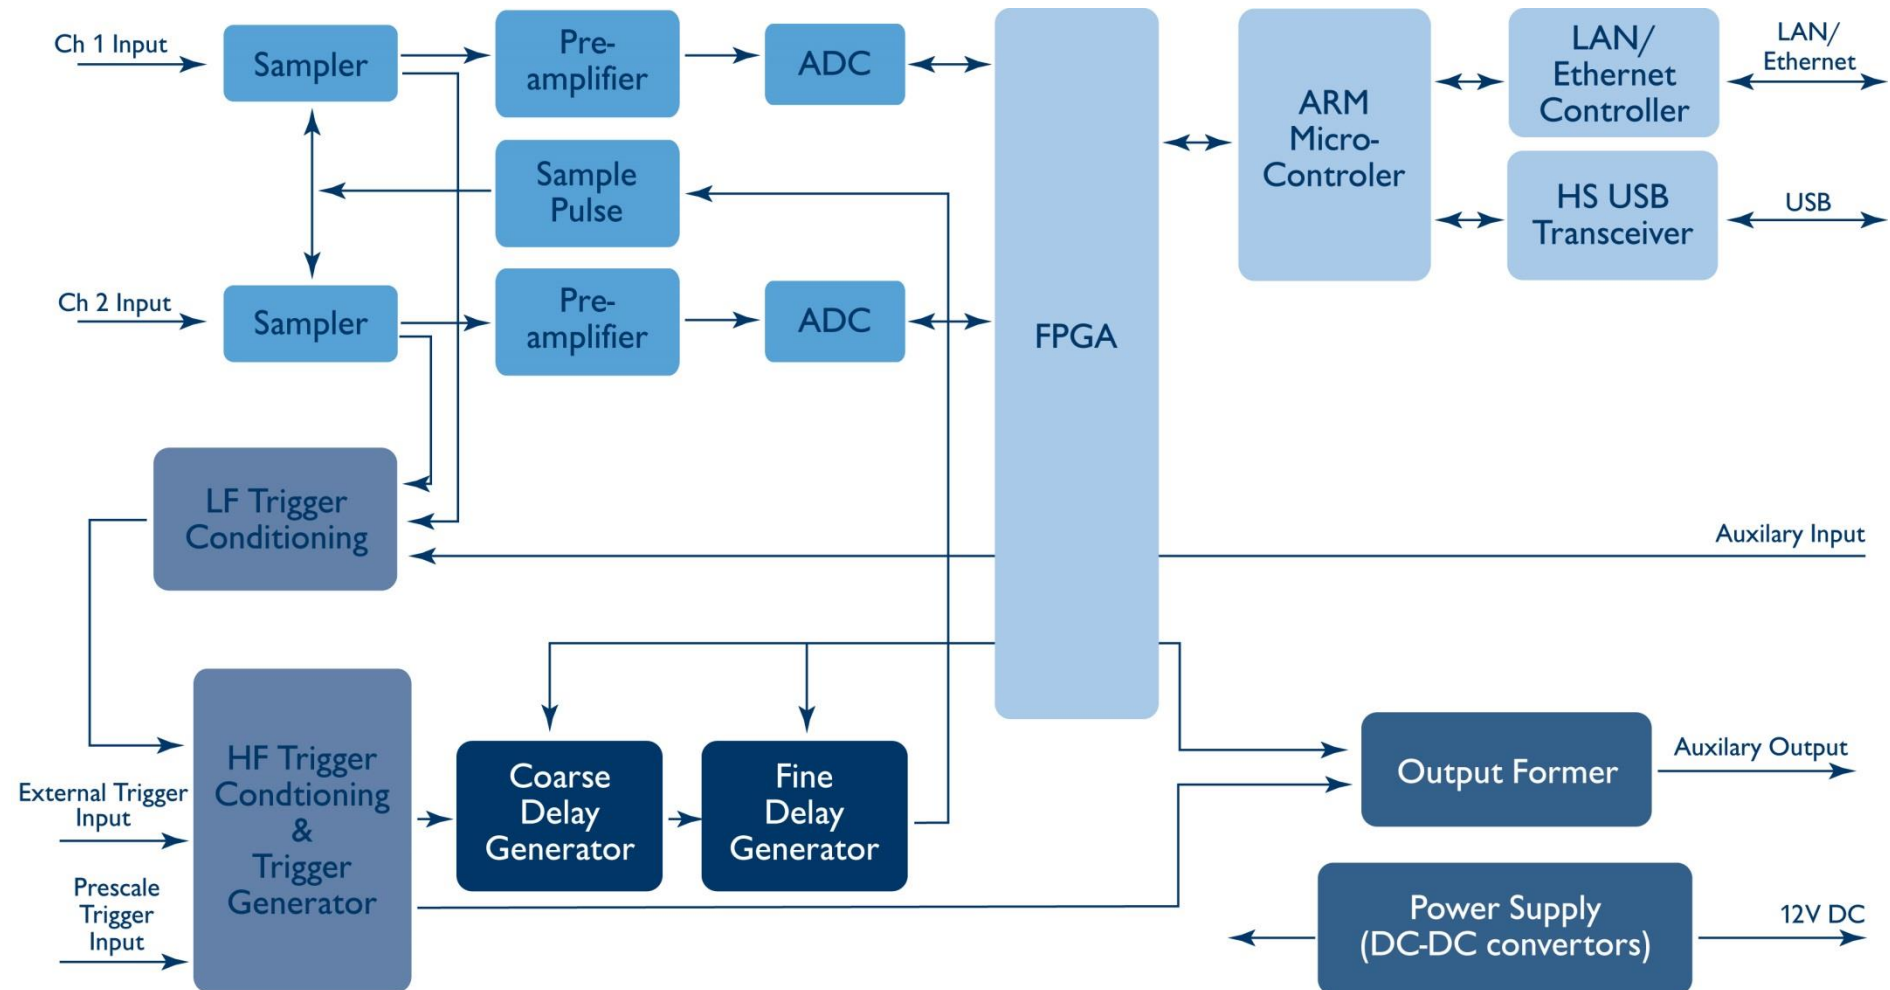 Ch 1 Input
Sampler
Pre-
amplifier
ADC
Sample
Pulse
Ch 2 Input
Sampler
Pre-
amplifier
ADC
FPGA
ARM
Micro-
Controler
LAN/
Ethernet
Controller
LAN/
Ethernet
HS USB
Transceiver
USB
LF Trigger
Conditioning
Auxilary Input
HF Trigger
Condtioning
&
Trigger
Generator
External Trigger
Input
Prescale
Trigger
Input
Coarse
Delay
Generator
Fine
Delay
Generator
Output Former
Auxilary Output
Power Supply
(DC-DC convertors)
12V DC